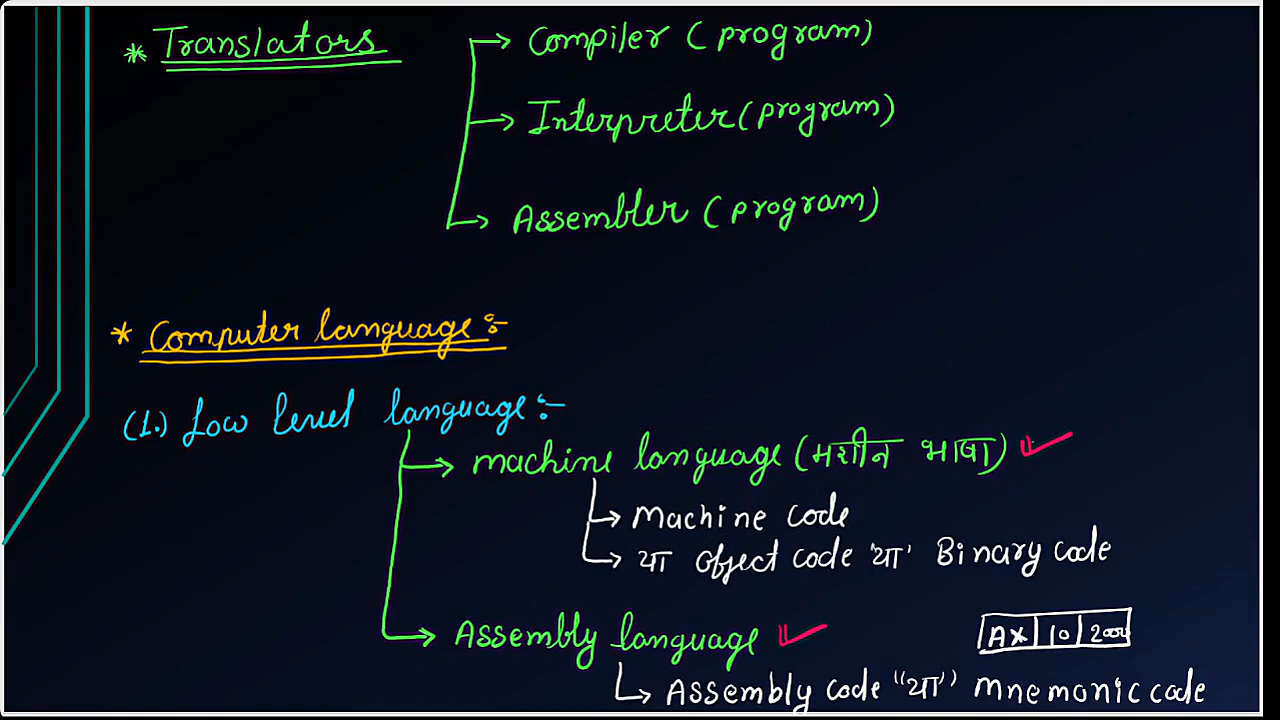 * Translators → Compiler (program)
→ Interpreter (program)
→ Assembler (program)
* Computer language :-
(1.) Low level language :-
→ machine language (मशीन भाषा)
→ Machine code
→ या object code 'या' Binary code
→ Assembly language
AX 10
→ Assembly code "या" Mnemonic code